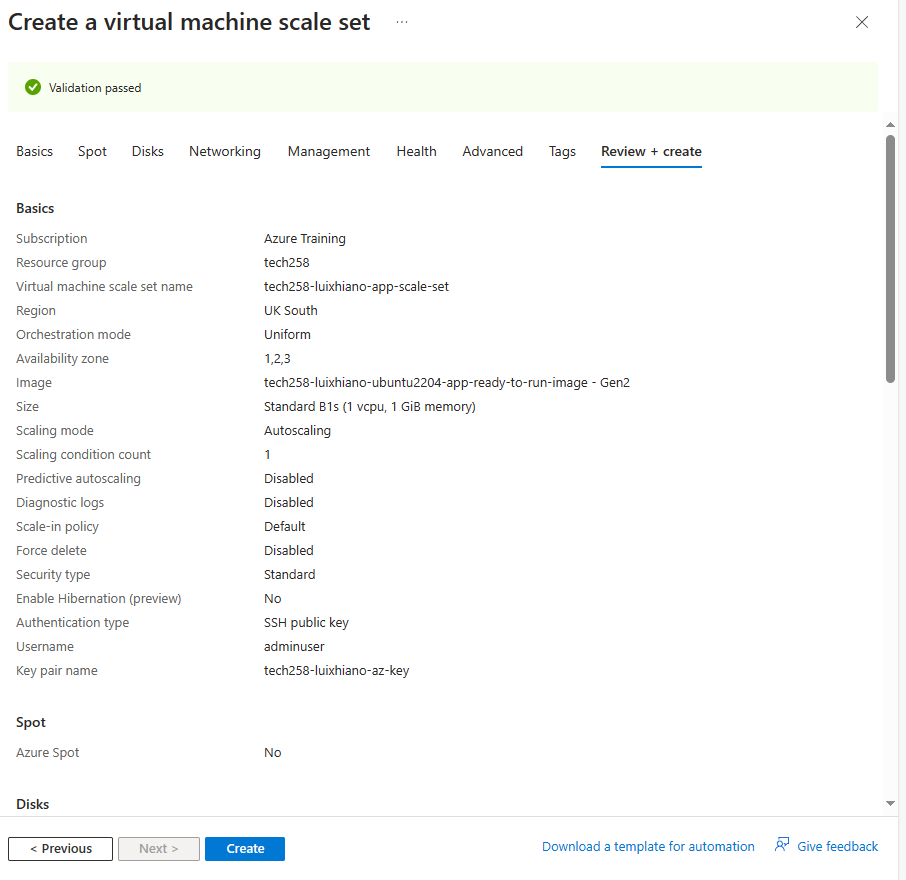 Create a virtual machine scale set ...
Validation passed
Basics Spot Disks Networking Management Health Advanced Tags Review + create
Basics
Subscription Azure Training
Resource group tech258
Virtual machine scale set name tech258-luixhiano-app-scale-set
Region UK South
Orchestration mode Uniform
Availability zone 1,2,3
Image tech258-luixhiano-ubuntu2204-app-ready-to-run-image - Gen2
Size Standard B1s (1 vcpu, 1 GiB memory)
Scaling mode Autoscaling
Scaling condition count 1
Predictive autoscaling Disabled
Diagnostic logs Disabled
Scale-in policy Default
Force delete Disabled
Security type Standard
Enable Hibernation (preview) No
Authentication type SSH public key
Username adminuser
Key pair name tech258-luixhiano-az-key
Spot
Azure Spot No
Disks
< Previous Next > Create Download a template for automation Give feedback